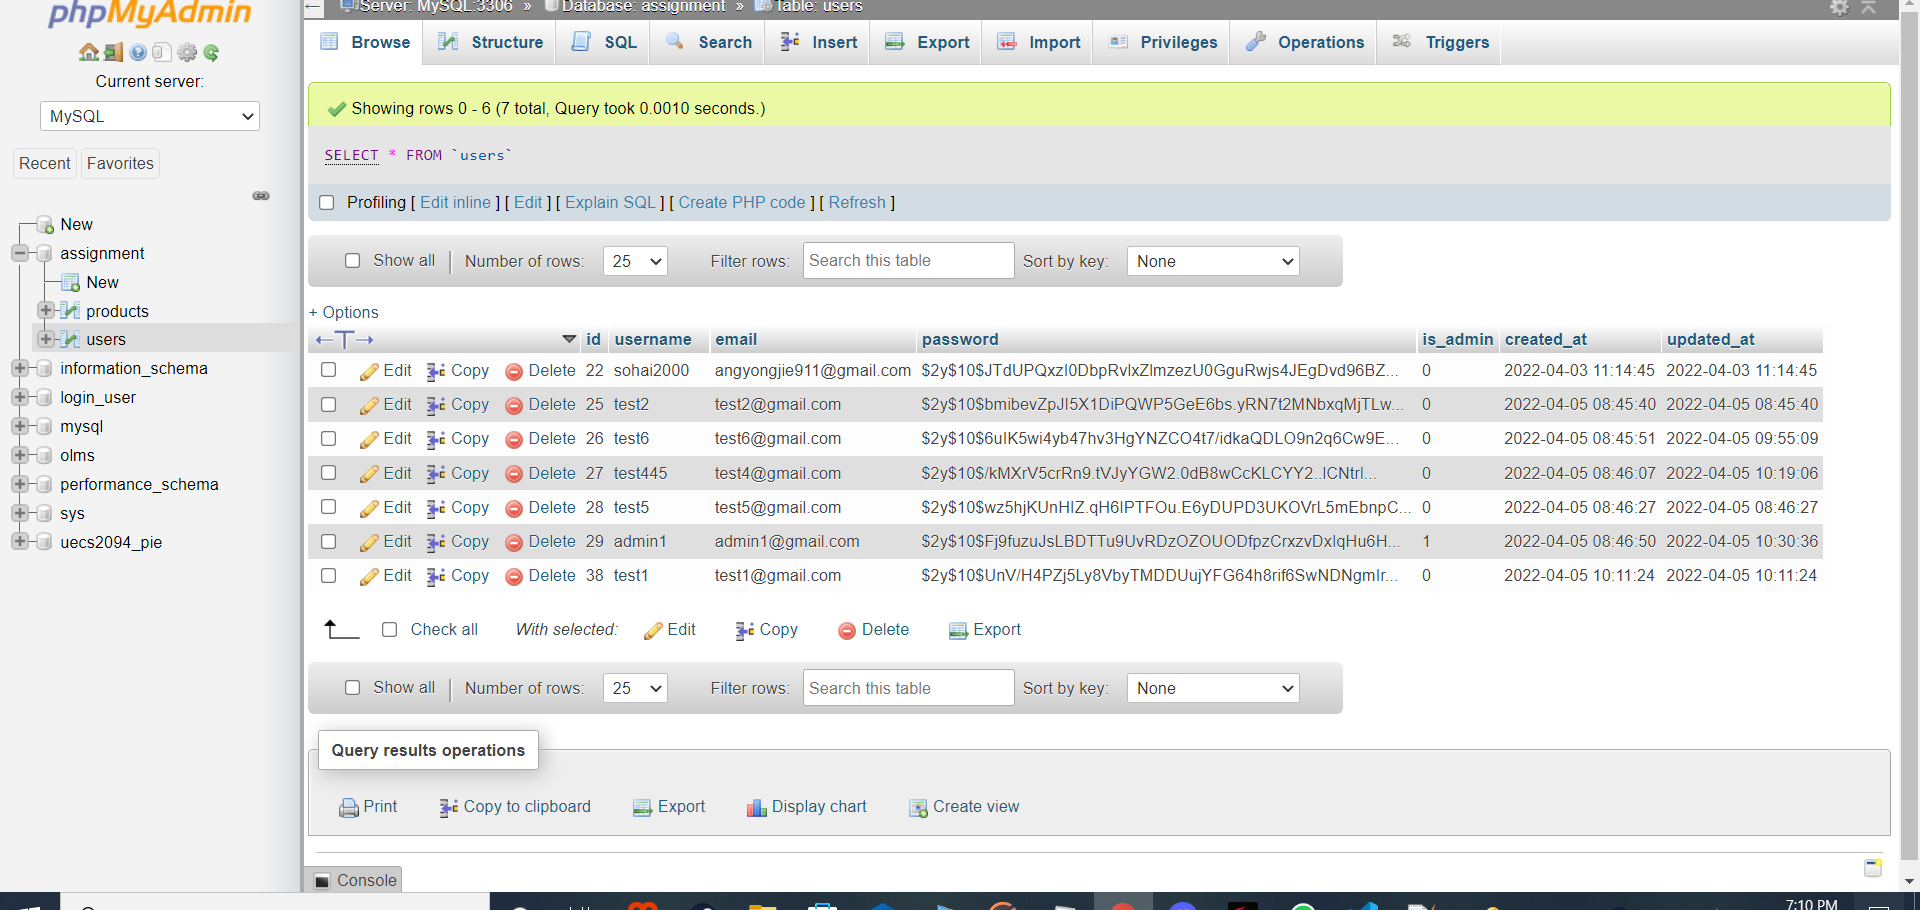 phpMyAdmin
Current server:
MySQL
Recent Favorites
New
assignment
New
products
users
information_schema
login_user
mysql
olms
performance_schema
sys
uecs2094_pie
Server: MySQL:3306 » Database: assignment » Table: users
Browse Structure SQL Search Insert Export Import Privileges Operations Triggers
Showing rows 0 - 6 (7 total, Query took 0.0010 seconds.)
SELECT * FROM `users`
Profiling [ Edit inline ] [ Edit ] [ Explain SQL ] [ Create PHP code ] [ Refresh ]
Show all Number of rows: 25 Filter rows: Search this table Sort by key: None
+ Options
←T→ id username email password is_admin created_at updated_at
Edit Copy Delete 22 sohai2000 angyongjie911@gmail.com $2y$10$JTdUPQxzI0DbpRvlxZlmzezU0GguRwjs4JEgDvd96BZ... 0 2022-04-03 11:14:45 2022-04-03 11:14:45
Edit Copy Delete 25 test2 test2@gmail.com $2y$10$bmibevZpJI5X1DiPQWP5GeE6bs.yRN7t2MNbxqMjTLw... 0 2022-04-05 08:45:40 2022-04-05 08:45:40
Edit Copy Delete 26 test6 test6@gmail.com $2y$10$6uIK5wi4yb47hv3HgYNZCO4t7/idkaQDLO9n2q6Cw9E... 0 2022-04-05 08:45:51 2022-04-05 09:55:09
Edit Copy Delete 27 test445 test4@gmail.com $2y$10$/kMXrV5crRn9.tVJyYGW2.0dB8wCcKLCYY2..ICNtrl... 0 2022-04-05 08:46:07 2022-04-05 10:19:06
Edit Copy Delete 28 test5 test5@gmail.com $2y$10$wz5hjKUnHIZ.qH6IPTFOu.E6yDUPD3UKOVrL5mEbnpC... 0 2022-04-05 08:46:27 2022-04-05 08:46:27
Edit Copy Delete 29 admin1 admin1@gmail.com $2y$10$Fj9fuzuJsLBDTTu9UvRDzOZOUODfpzCrxzvDxIqHu6H... 1 2022-04-05 08:46:50 2022-04-05 10:30:36
Edit Copy Delete 38 test1 test1@gmail.com $2y$10$UnV/H4PZj5Ly8VbyTMDDUujYFG64h8rif6SwNDNgmIr... 0 2022-04-05 10:11:24 2022-04-05 10:11:24
Check all With selected: Edit Copy Delete Export
Show all Number of rows: 25 Filter rows: Search this table Sort by key: None
Query results operations
Print Copy to clipboard Export Display chart Create view
Console
7:10 PM